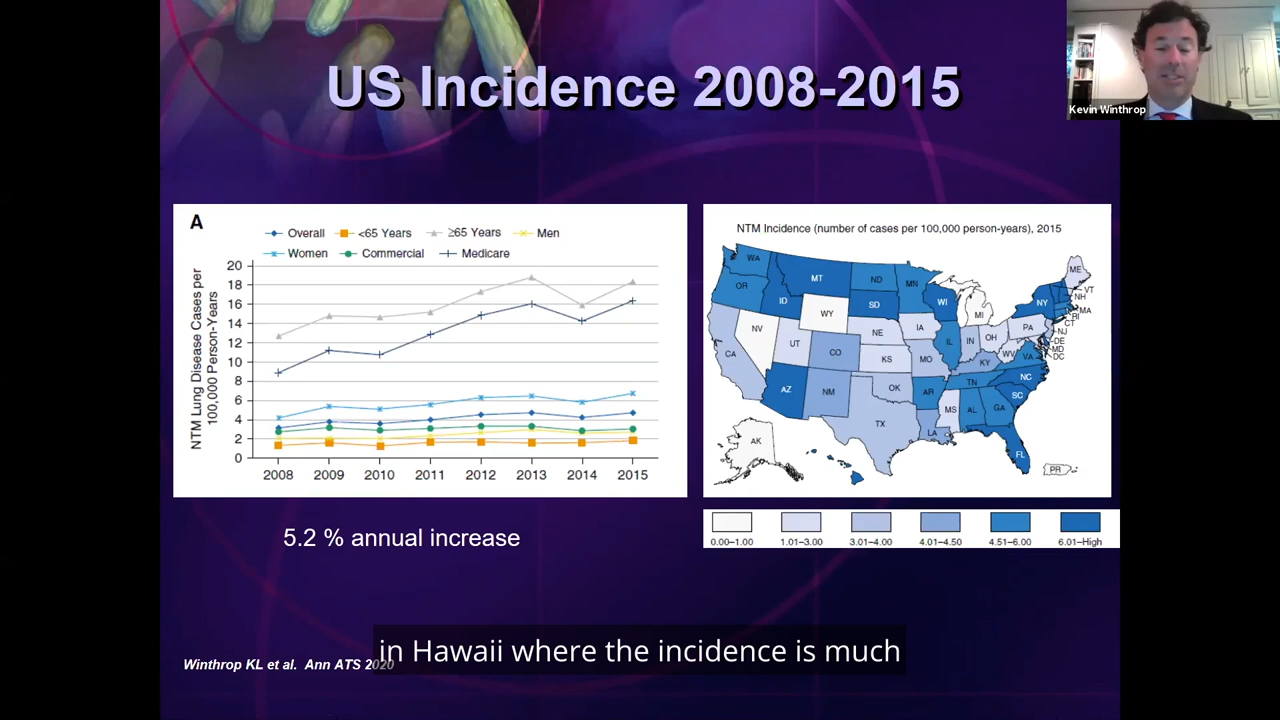 US Incidence 2008-2015
Kevin Winthrop
A
Overall <65 Years ≥65 Years Men
Women Commercial Medicare
NTM Lung Disease Cases per
100,000 Person-Years
20
18
16
14
12
10
8
6
4
2
0
2008 2009 2010 2011 2012 2013 2014 2015
5.2 % annual increase
NTM Incidence (number of cases per 100,000 person-years), 2015
WA
OR
ID
MT
ND
MN
SD
WI
WY
NV
UT
CA
CO
NE
IA
KS
MO
IL
IN
MI
OH
KY
WV
VA
PA
NY
ME
VT
NH
MA
RI
CT
NJ
DE
MD
DC
AZ
NM
OK
TX
AR
LA
MS
AL
GA
TN
NC
SC
FL
AK
PR
0.00–1.00 1.01–3.00 3.01–4.00 4.01–4.50 4.51–6.00 6.01–High
in Hawaii where the incidence is much
Winthrop KL et al. Ann ATS 2020